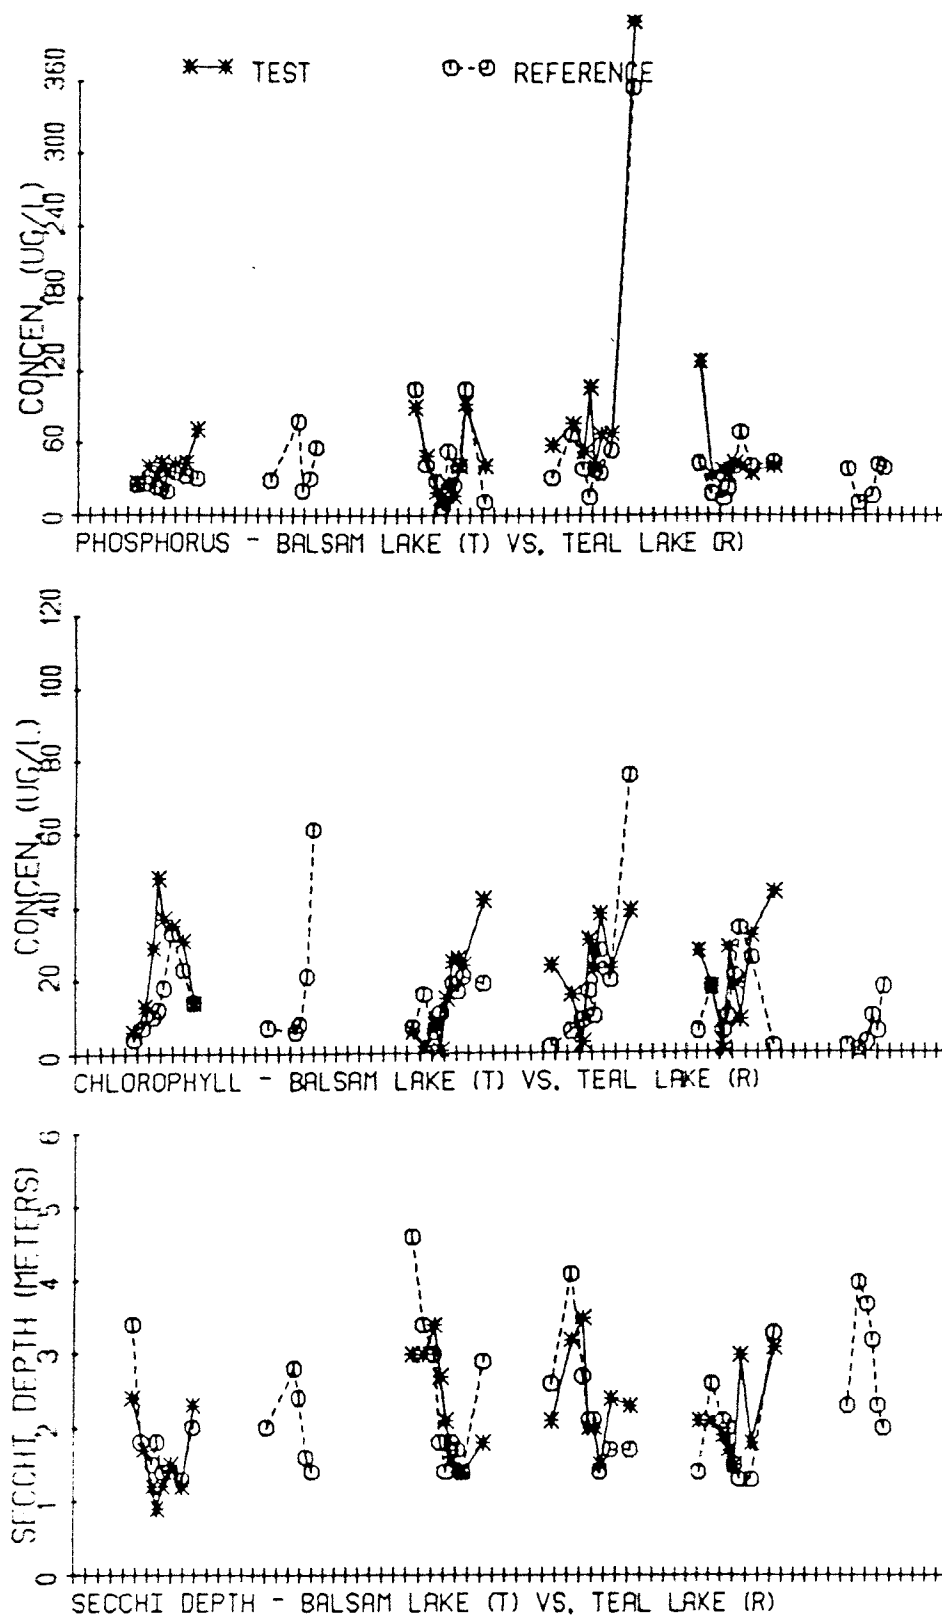 TEST
REFERENCE
360
300
240
180
120
60
0
CONCEN. (UG/L)
PHOSPHORUS - BALSAM LAKE (T) VS. TEAL LAKE (R)
120
100
80
60
40
20
0
CONCEN. (UG/L)
CHLOROPHYLL - BALSAM LAKE (T) VS. TEAL LAKE (R)
6
5
4
3
2
1
0
SECCHI DEPTH (METERS)
SECCHI DEPTH - BALSAM LAKE (T) VS. TEAL LAKE (R)